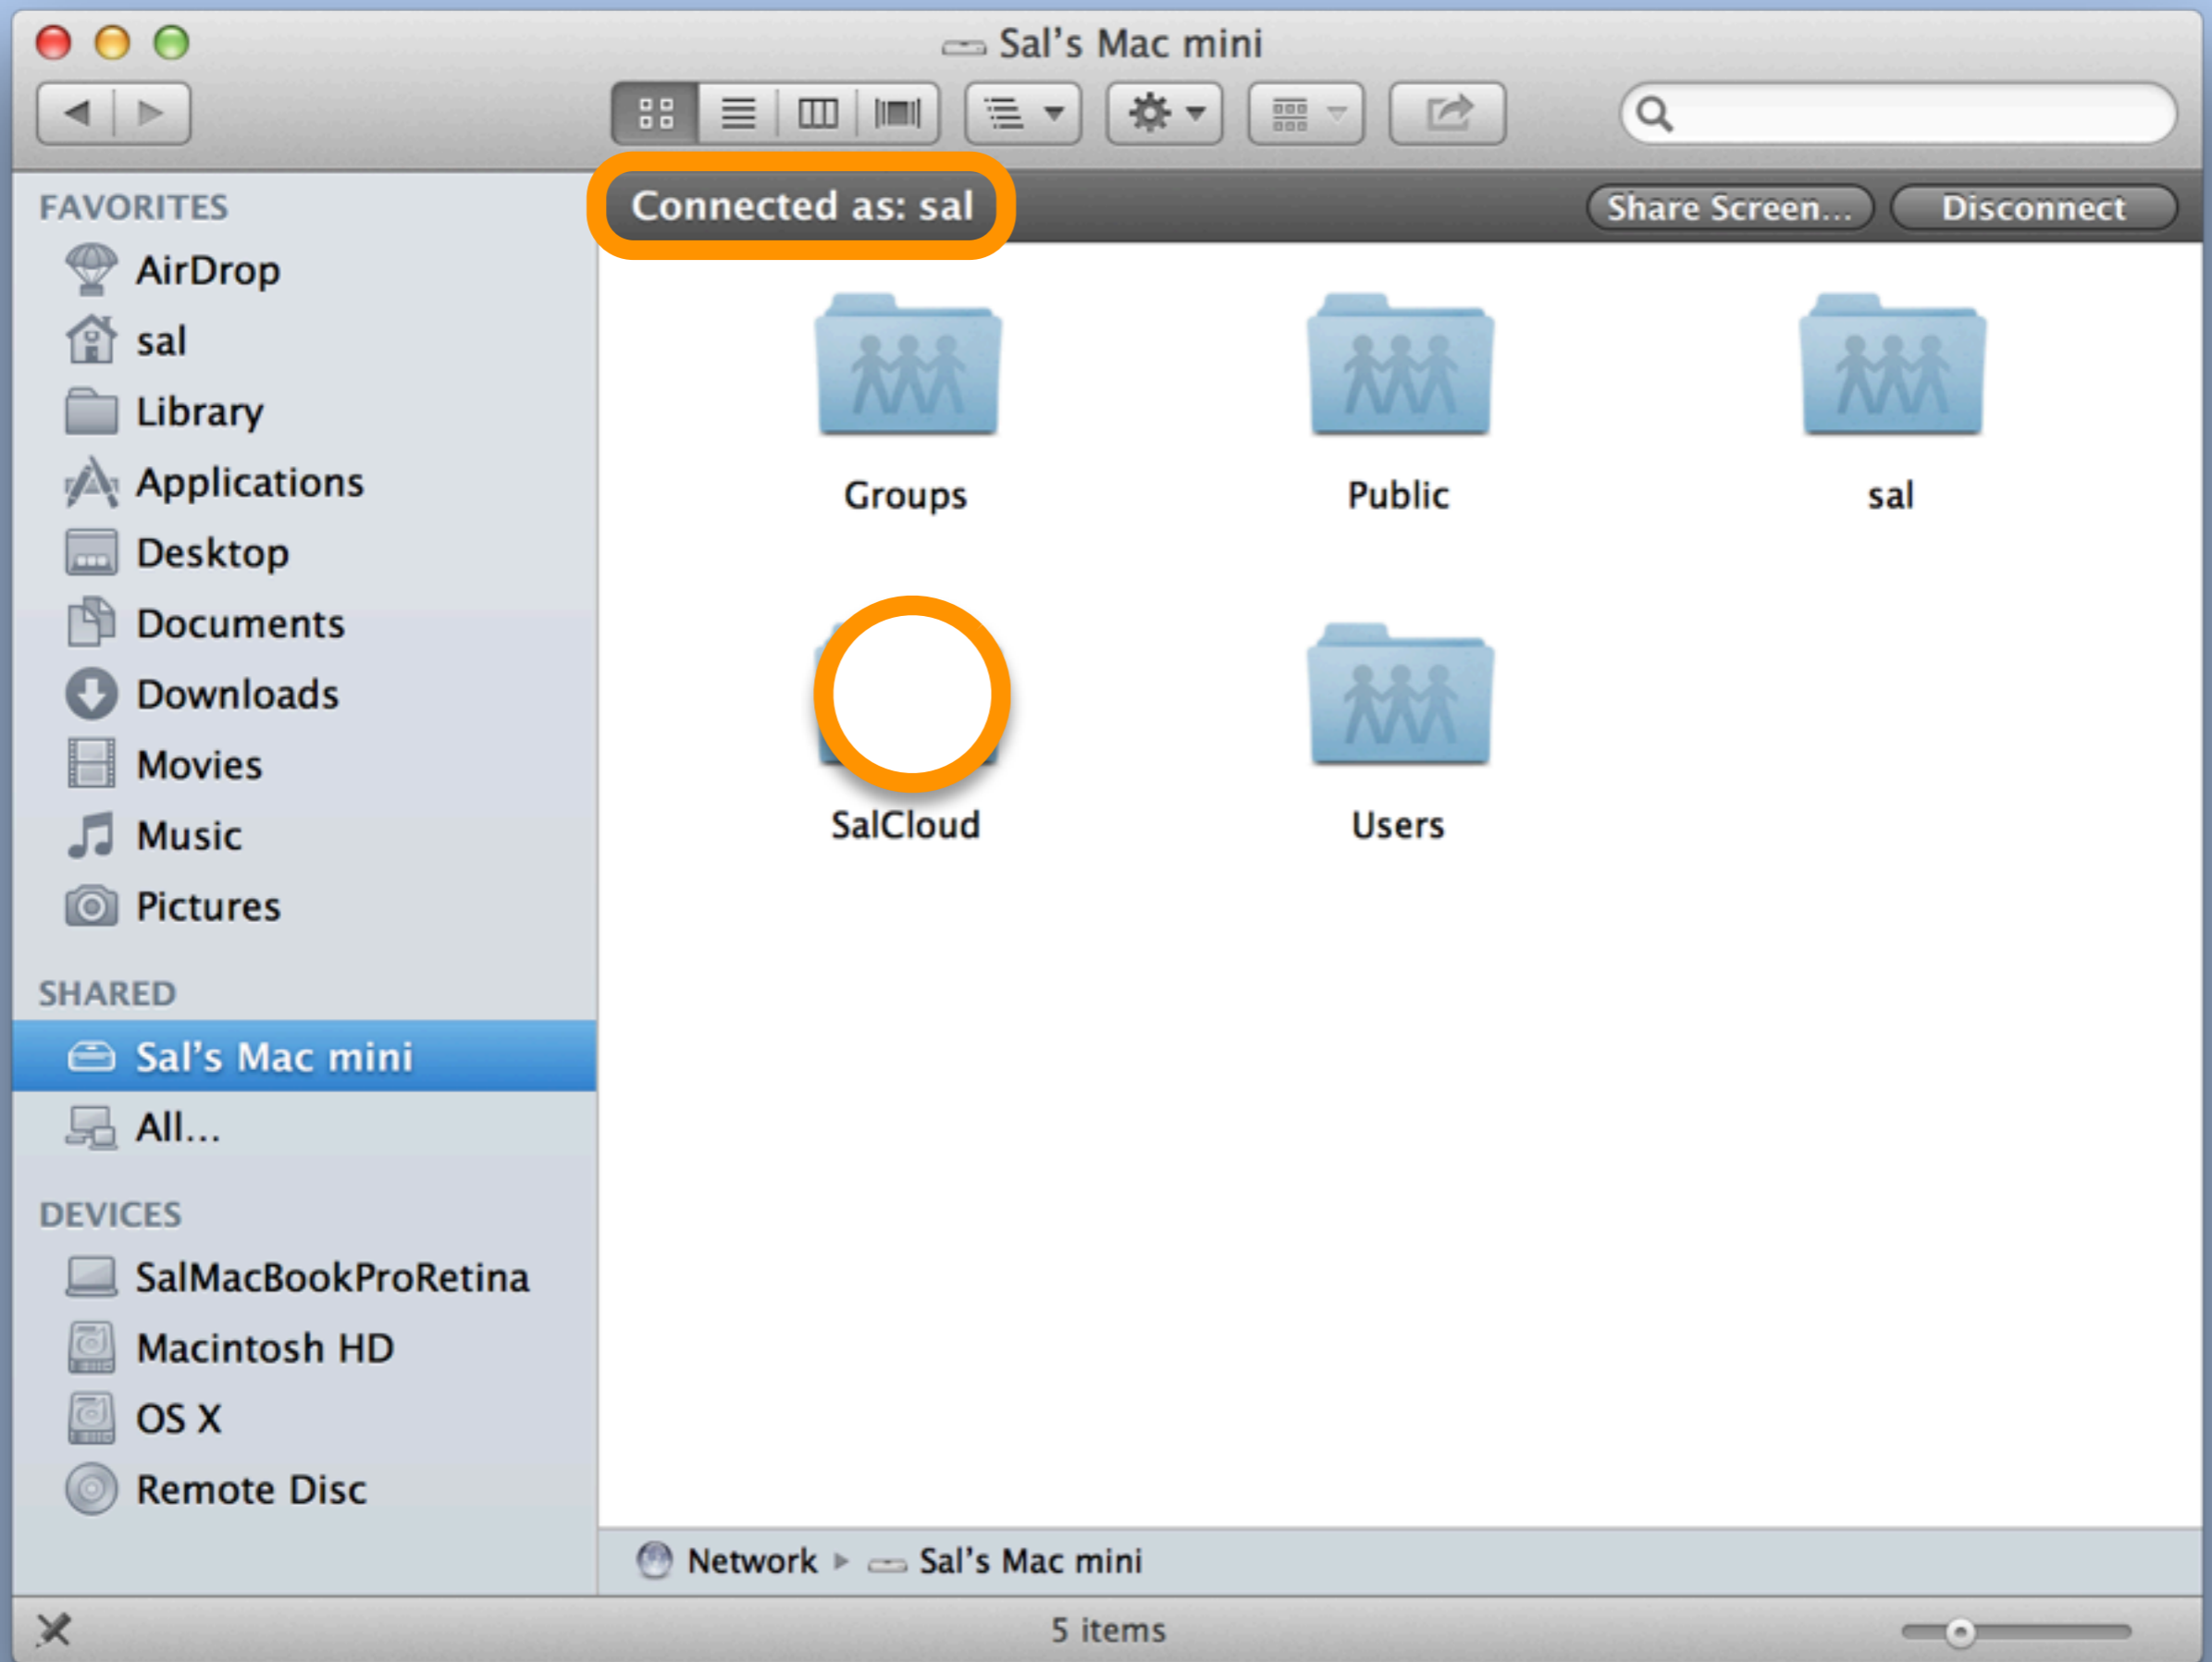 Sal’s Mac mini
FAVORITES
AirDrop
sal
Library
Applications
Desktop
Documents
Downloads
Movies
Music
Pictures
SHARED
Sal’s Mac mini
All...
DEVICES
SalMacBookProRetina
Macintosh HD
OS X
Remote Disc
Connected as: sal
Share Screen...
Disconnect
Groups
Public
sal
SalCloud
Users
Network
Sal’s Mac mini
5 items